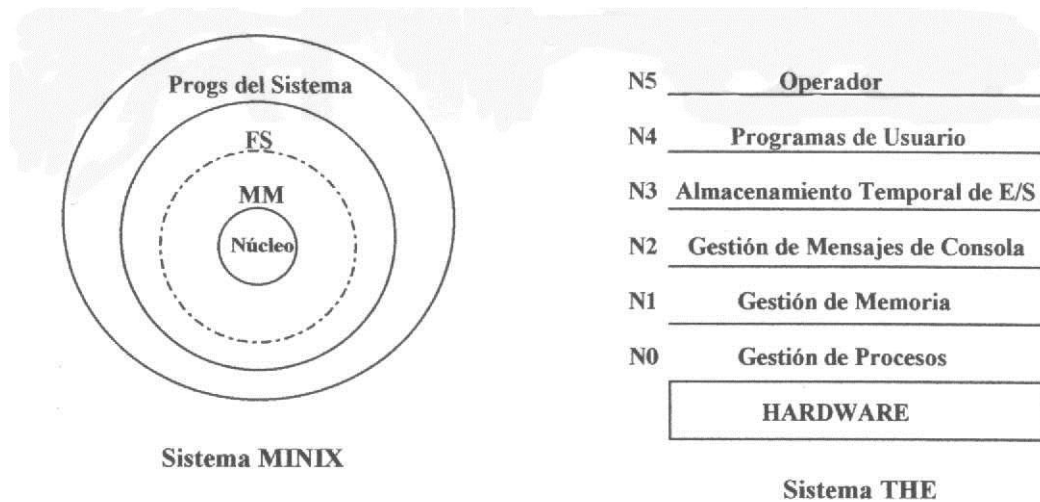 Progs del Sistema
FS
MM
Núcleo
Sistema MINIX
N5 Operador
N4 Programas de Usuario
N3 Almacenamiento Temporal de E/S
N2 Gestión de Mensajes de Consola
N1 Gestión de Memoria
N0 Gestión de Procesos
HARDWARE
Sistema THE